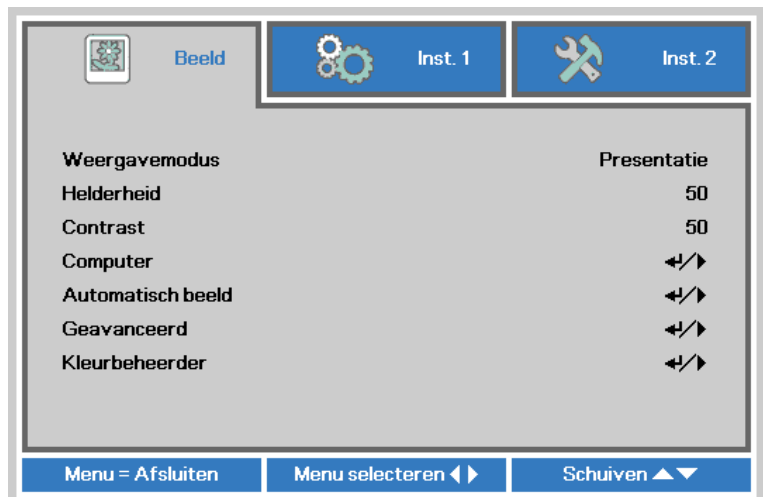 Beeld Inst. 1 Inst. 2
Weergavemodus Presentatie
Helderheid 50
Contrast 50
Computer ↵/▶
Automatisch beeld ↵/▶
Geavanceerd ↵/▶
Kleurbeheerder ↵/▶
Menu = Afsluiten Menu selecteren ◀▶ Schuiven ▲▼